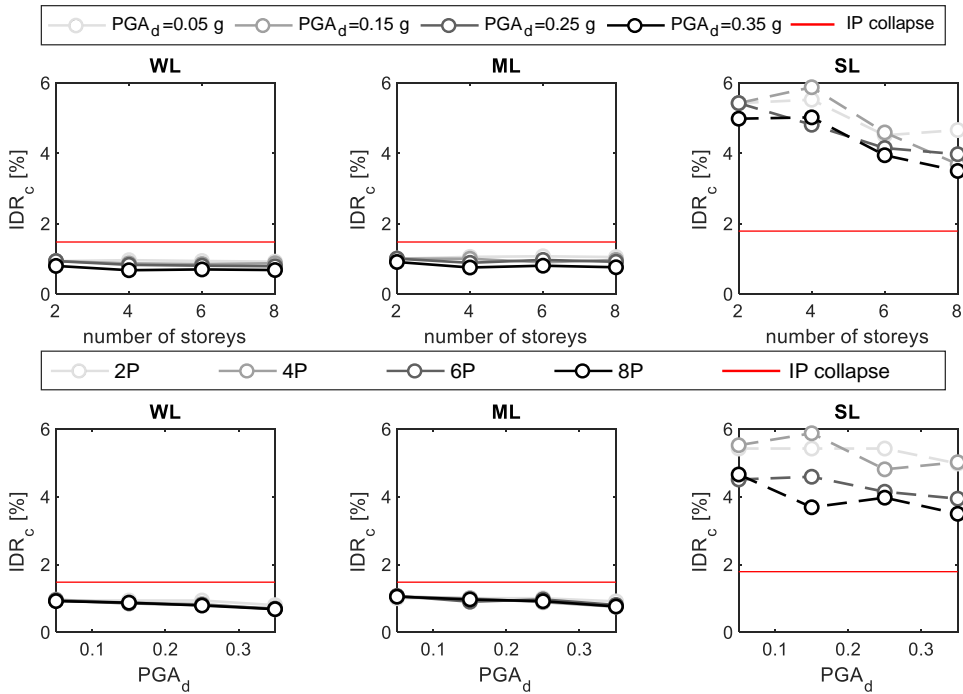 PGA_d=0.05 g PGA_d=0.15 g PGA_d=0.25 g PGA_d=0.35 g IP collapse
WL ML SL
6 6 6
4 4 4
2 2 2
0 0 0
IDR_c [%] IDR_c [%] IDR_c [%]
2 4 6 8 2 4 6 8 2 4 6 8
number of storeys number of storeys number of storeys
2P 4P 6P 8P IP collapse
WL ML SL
6 6 6
4 4 4
2 2 2
0 0 0
IDR_c [%] IDR_c [%] IDR_c [%]
0.1 0.2 0.3 0.1 0.2 0.3 0.1 0.2 0.3
PGA_d PGA_d PGA_d